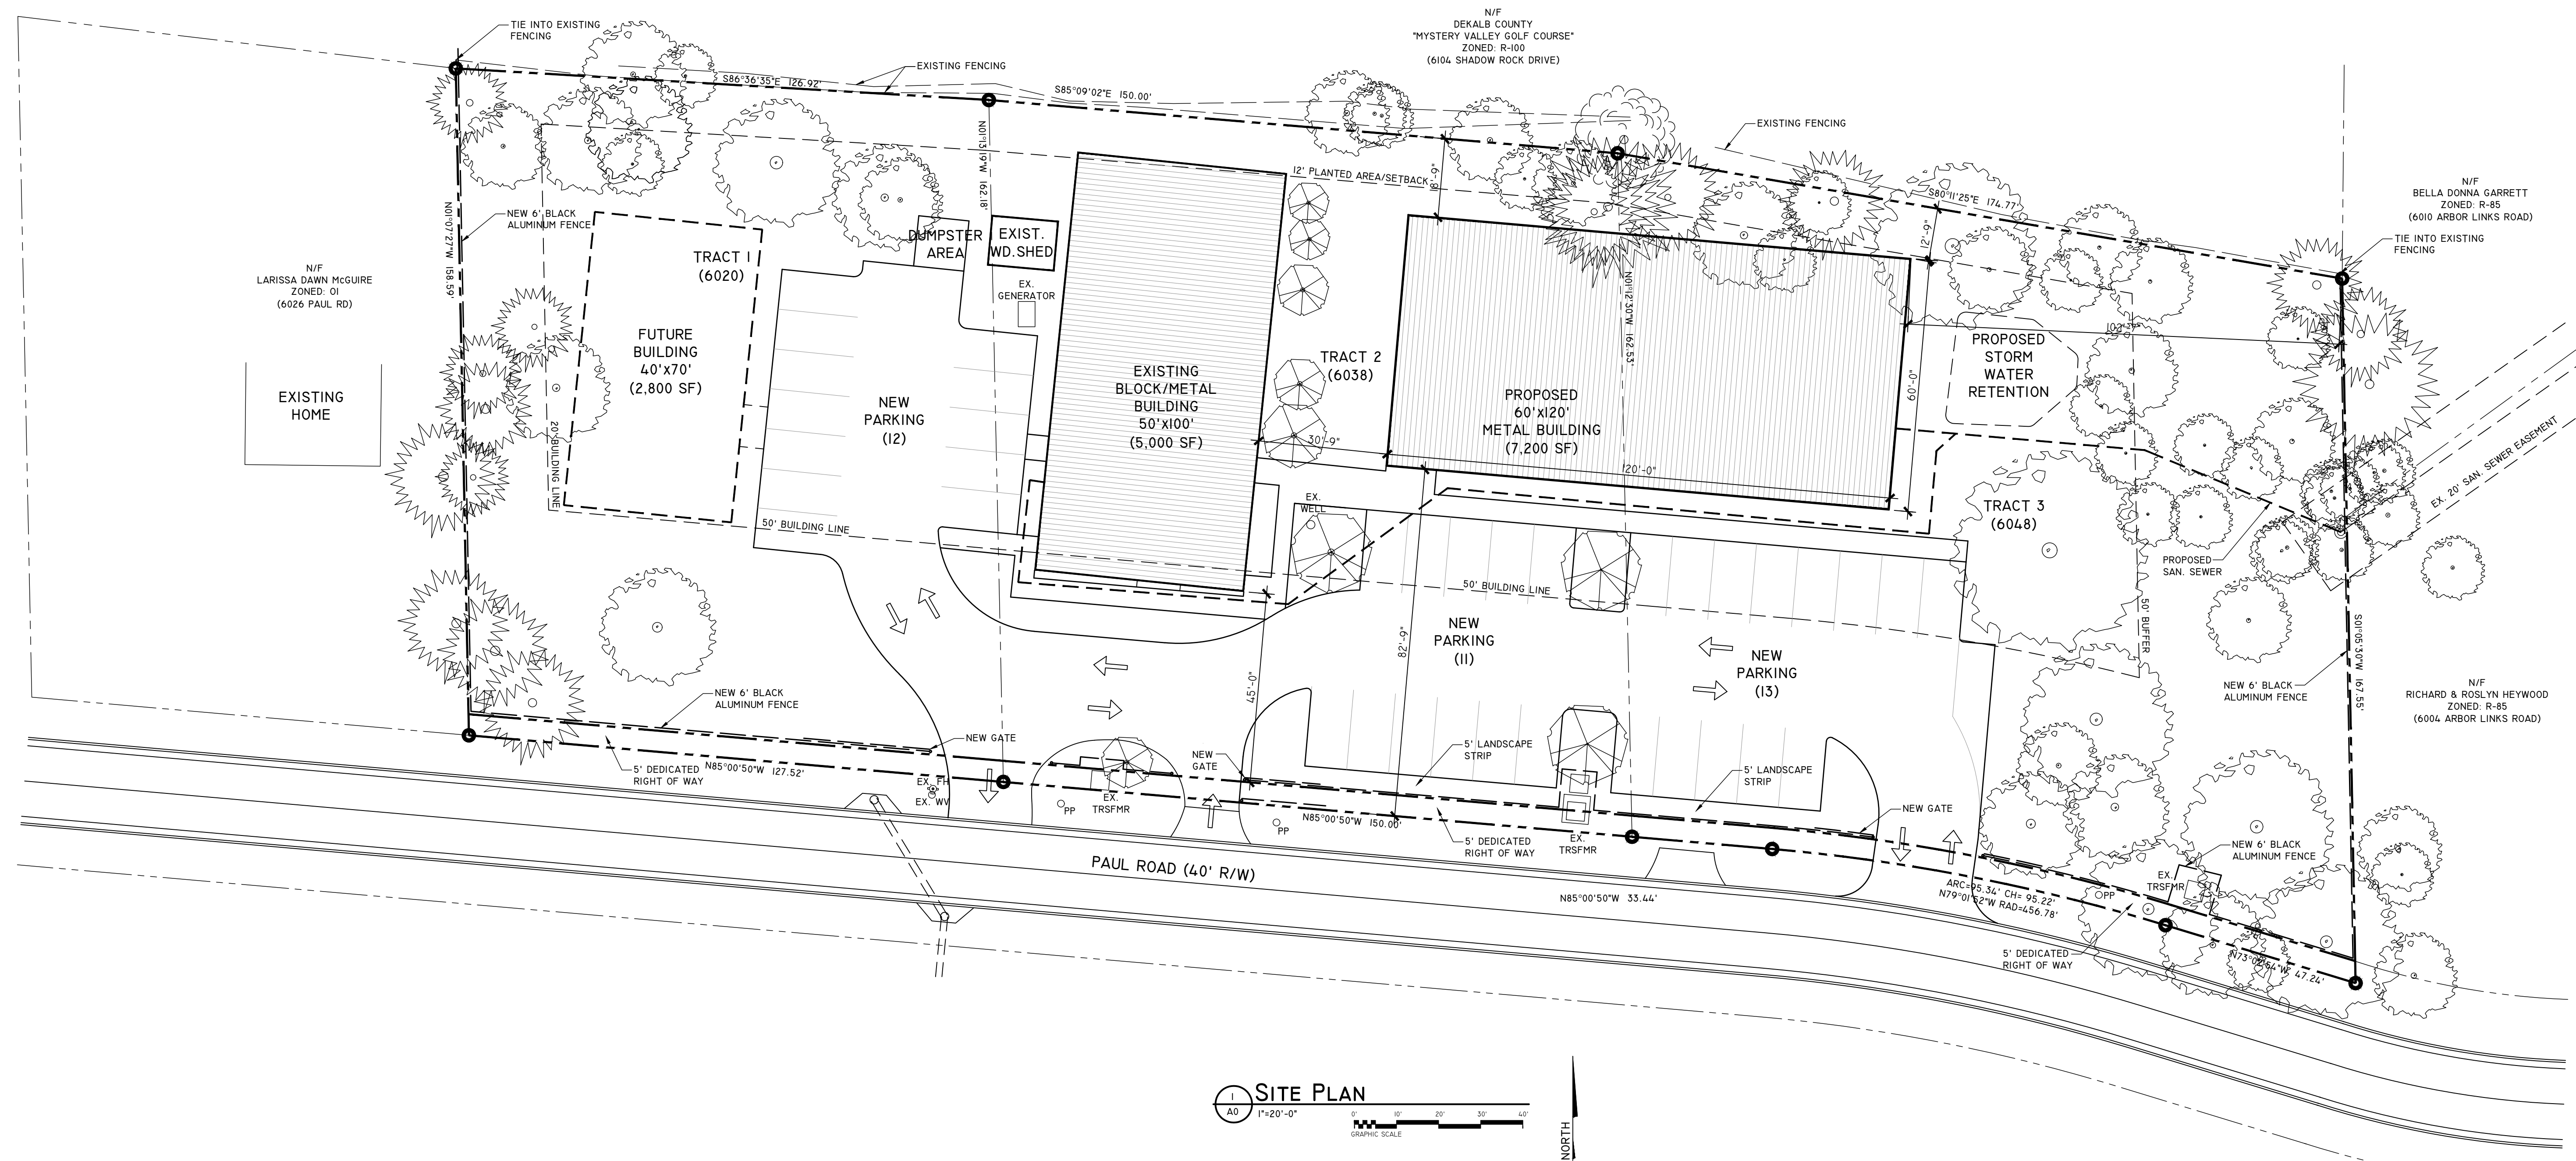 TIE INTO EXISTING
FENCING
S86°36'35"E 126.92'
EXISTING FENCING
S85°09'02"E 150.00'
N/F
DEKALB COUNTY
"MYSTERY VALLEY GOLF COURSE"
ZONED: R-100
(6104 SHADOW ROCK DRIVE)
EXISTING FENCING
S80°11'25"E 174.77'
N/F
BELLA DONNA GARRETT
ZONED: R-85
(6010 ARBOR LINKS ROAD)
TIE INTO EXISTING
FENCING
N01°07'27"W 158.59'
NEW 6' BLACK
ALUMINUM FENCE
N/F
LARISSA DAWN McGUIRE
ZONED: OI
(6026 PAUL RD)
EXISTING
HOME
TRACT 1
(6020)
FUTURE
BUILDING
40'x70'
(2,800 SF)
20' BUILDING LINE
DUMPSTER
AREA
EXIST.
WD.SHED
EX.
GENERATOR
N01°13'19"W 162.18'
NEW
PARKING
(12)
12' PLANTED AREA/SETBACK
18'-9"
EXISTING
BLOCK/METAL
BUILDING
50'x100'
(5,000 SF)
TRACT 2
(6038)
30'-9"
PROPOSED
60'x120'
METAL BUILDING
(7,200 SF)
N01°12'30"W 162.53'
120'-0"
12'-9"
60'-0"
PROPOSED
STORM
WATER
RETENTION
TRACT 3
(6048)
EX. 20' SAN. SEWER EASEMENT
PROPOSED
SAN. SEWER
50' BUFFER
S01°05'30"W 167.55'
50' BUILDING LINE
EX.
WELL
50' BUILDING LINE
NEW
PARKING
(11)
82'-9"
45'-0"
NEW
PARKING
(13)
NEW 6' BLACK
ALUMINUM FENCE
N/F
RICHARD & ROSLYN HEYWOOD
ZONED: R-85
(6004 ARBOR LINKS ROAD)
NEW 6' BLACK
ALUMINUM FENCE
NEW GATE
NEW
GATE
5' LANDSCAPE
STRIP
5' LANDSCAPE
STRIP
NEW GATE
N85°00'50"W 127.52'
5' DEDICATED
RIGHT OF WAY
EX. FH
EX. WV
PP
EX.
TRSFMR
PP
N85°00'50"W 150.00'
5' DEDICATED
RIGHT OF WAY
EX.
TRSFMR
NEW 6' BLACK
ALUMINUM FENCE
EX.
TRSFMR
PP
PAUL ROAD (40' R/W)
N85°00'50"W 33.44'
ARC=95.34' CH= 95.22'
N79°01'52"W RAD=456.78'
5' DEDICATED
RIGHT OF WAY
47.24'
1
A0
SITE PLAN
1"=20'-0"
0' 10' 20' 30' 40'
GRAPHIC SCALE
NORTH